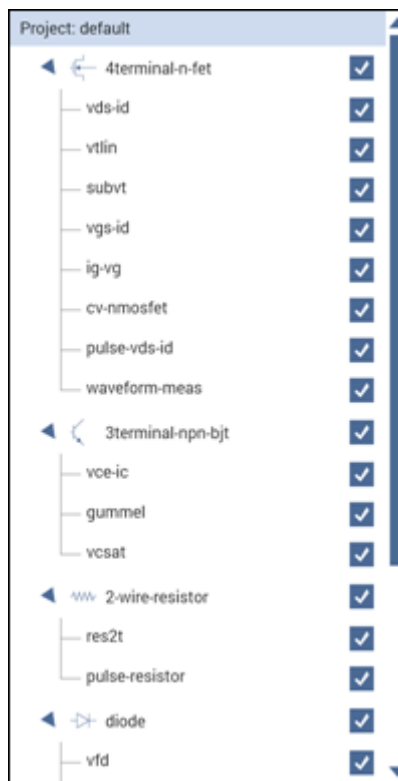 Project: default
4terminal-n-fet
vds-id
vtlin
subvt
vgs-id
ig-vg
cv-nmosfet
pulse-vds-id
waveform-meas
3terminal-npn-bjt
vce-ic
gummel
vcsat
2-wire-resistor
res2t
pulse-resistor
diode
vfd